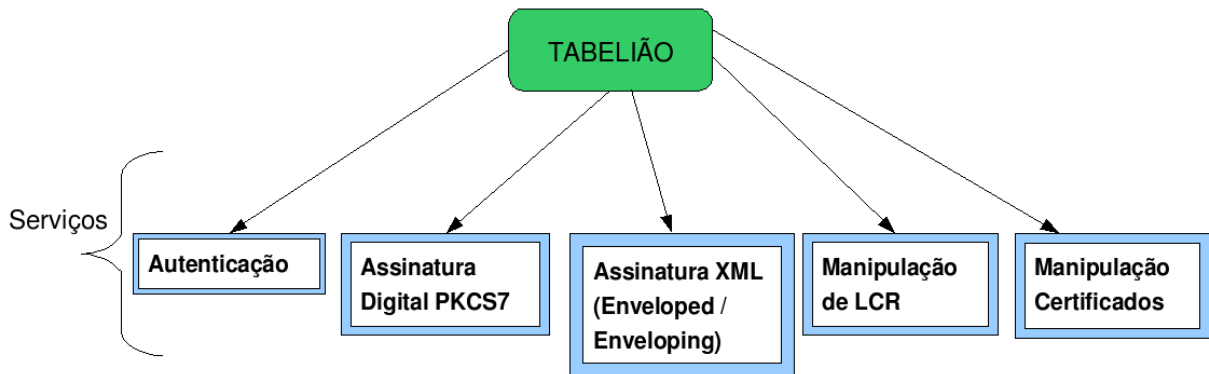 TABELIÃO
Serviços
Autenticação
Assinatura
Digital PKCS7
Assinatura XML
(Enveloped /
Enveloping)
Manipulação
de LCR
Manipulação
Certificados